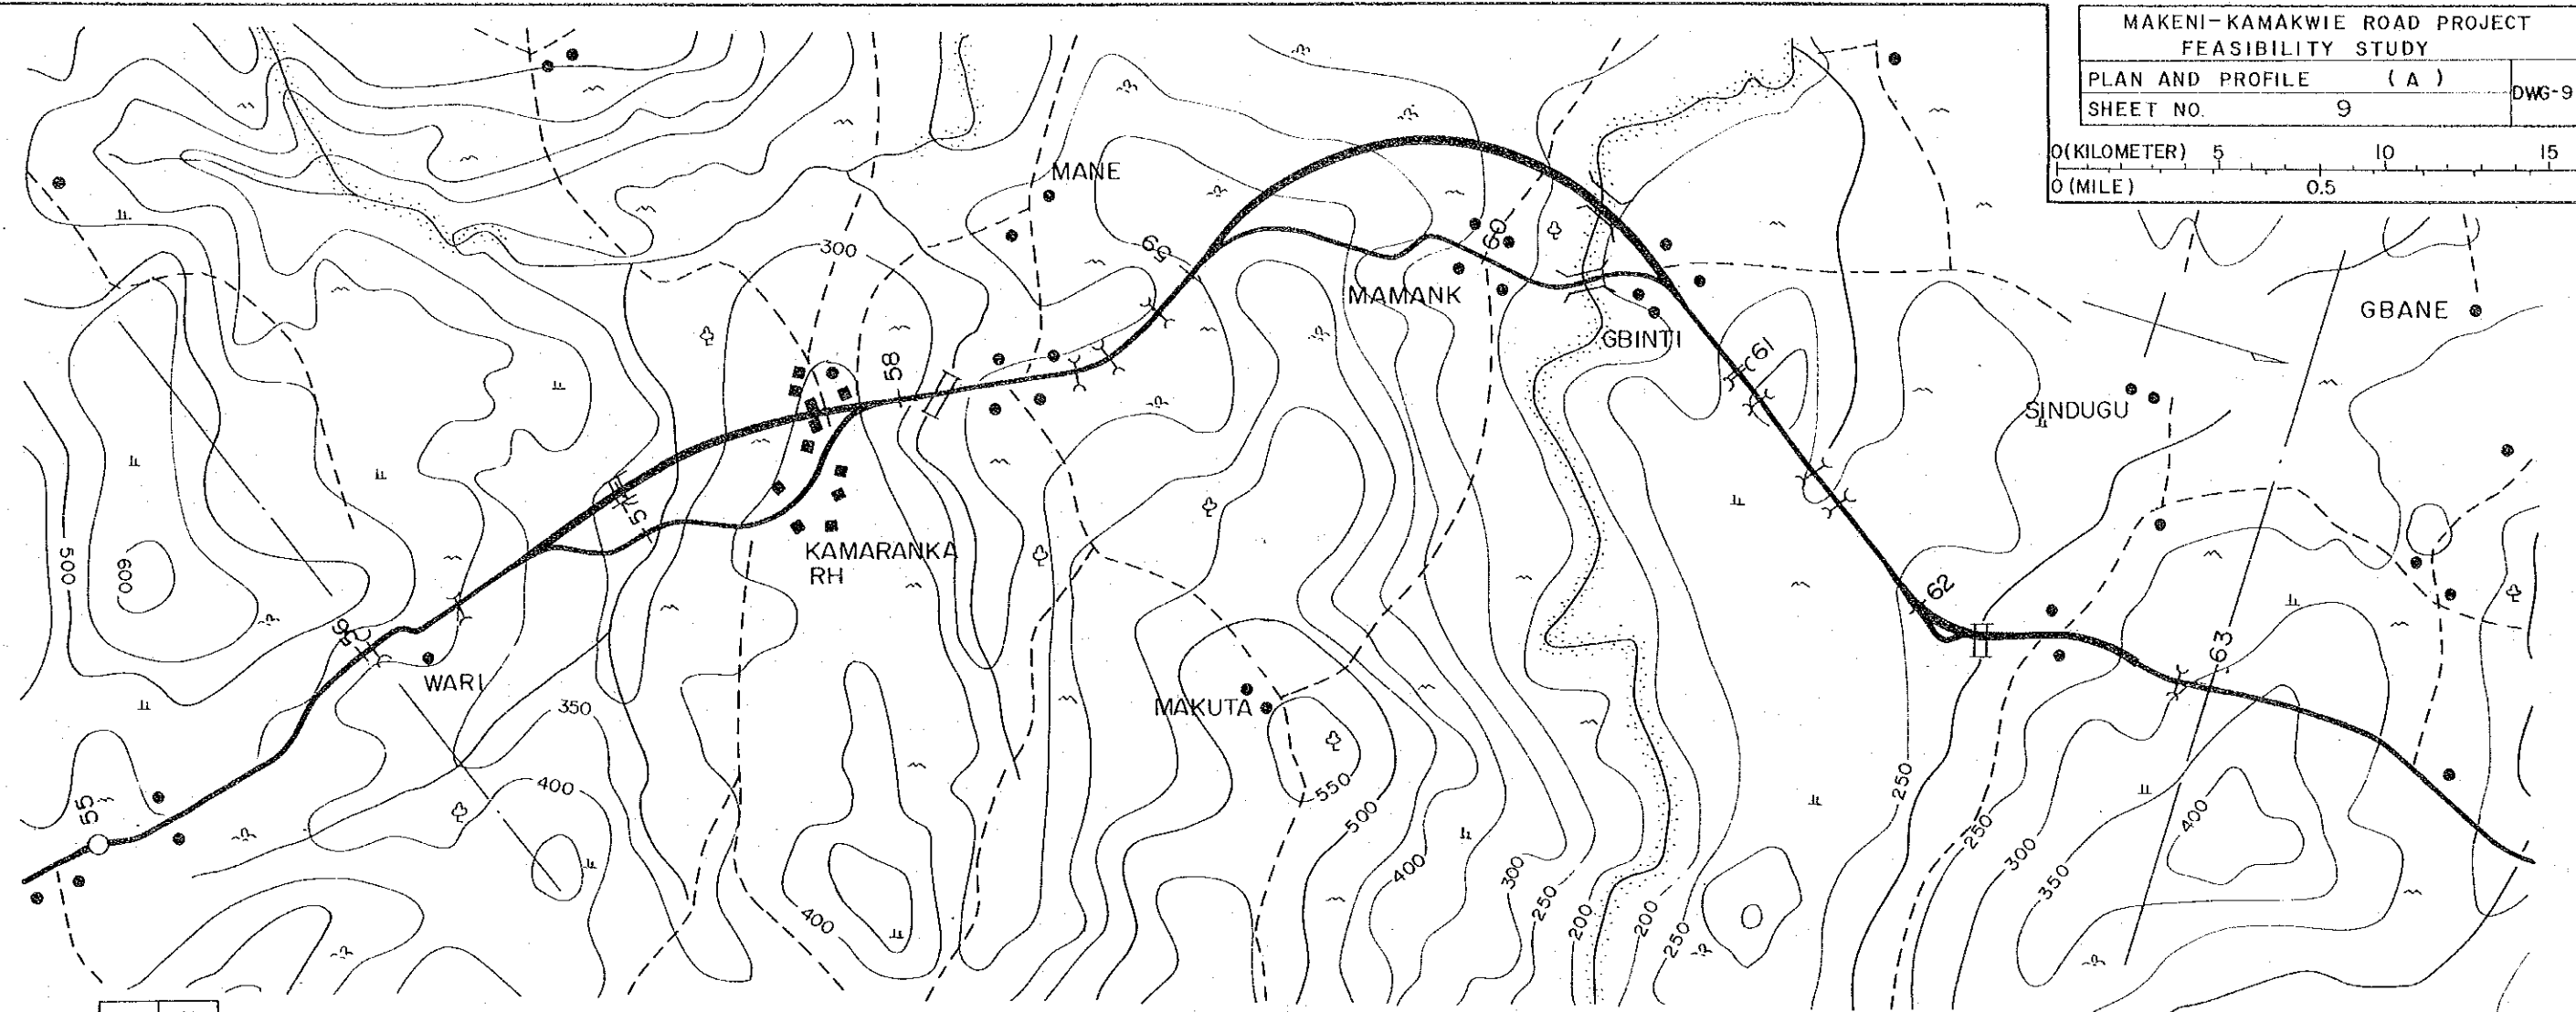 MAKENI-KAMAKWIE ROAD PROJECT
FEASIBILITY STUDY
PLAN AND PROFILE ( A )
DWG-9
SHEET NO. 9
0(KILOMETER) 5 10 15
0(MILE) 0.5
MANE
300
59
60
MAMANK
GBINTI
GBANE
58
61
SINDUGU
57
KAMARANKA
RH
500
600
56
WARI
62
63
350
MAKUTA
400
550
500
250
55
400
250
300
350
400
400
300
250
200
200
250